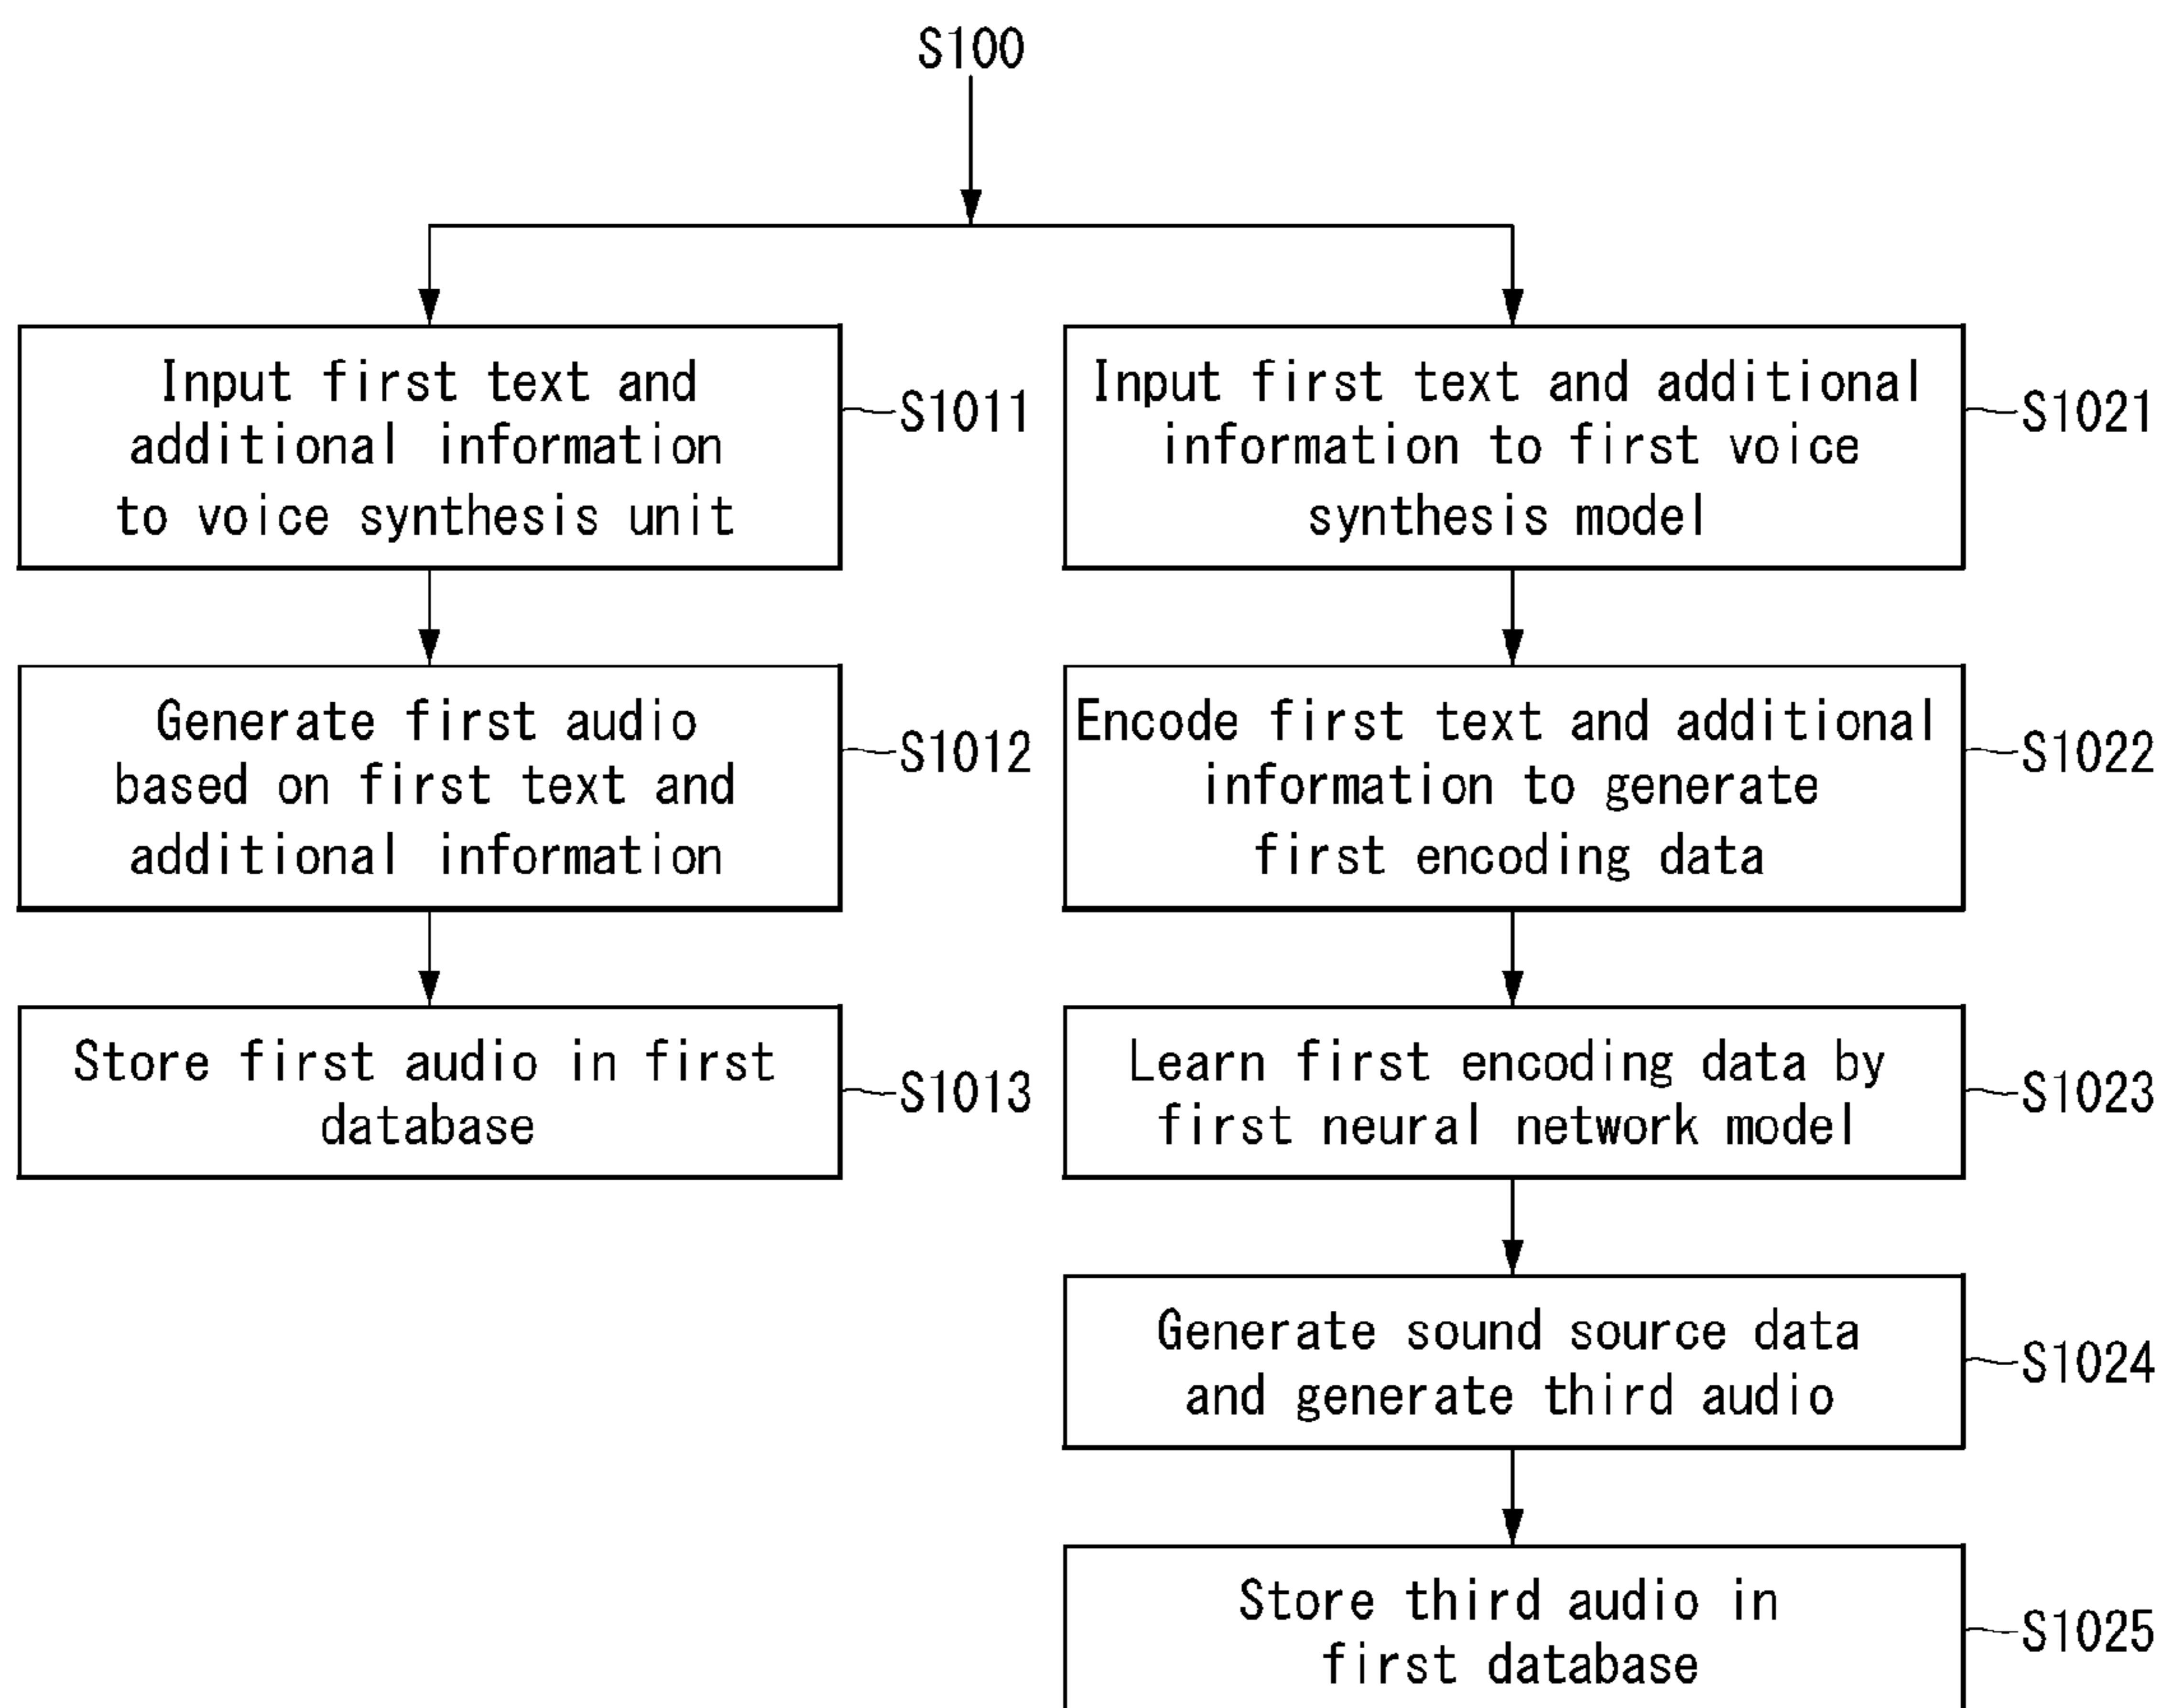 S100
Input first text and
additional information
to voice synthesis unit
S1011
Generate first audio
based on first text and
additional information
S1012
Store first audio in first
database
S1013
Input first text and additional
information to first voice
synthesis model
S1021
Encode first text and additional
information to generate
first encoding data
S1022
Learn first encoding data by
first neural network model
S1023
Generate sound source data
and generate third audio
S1024
Store third audio in
first database
S1025